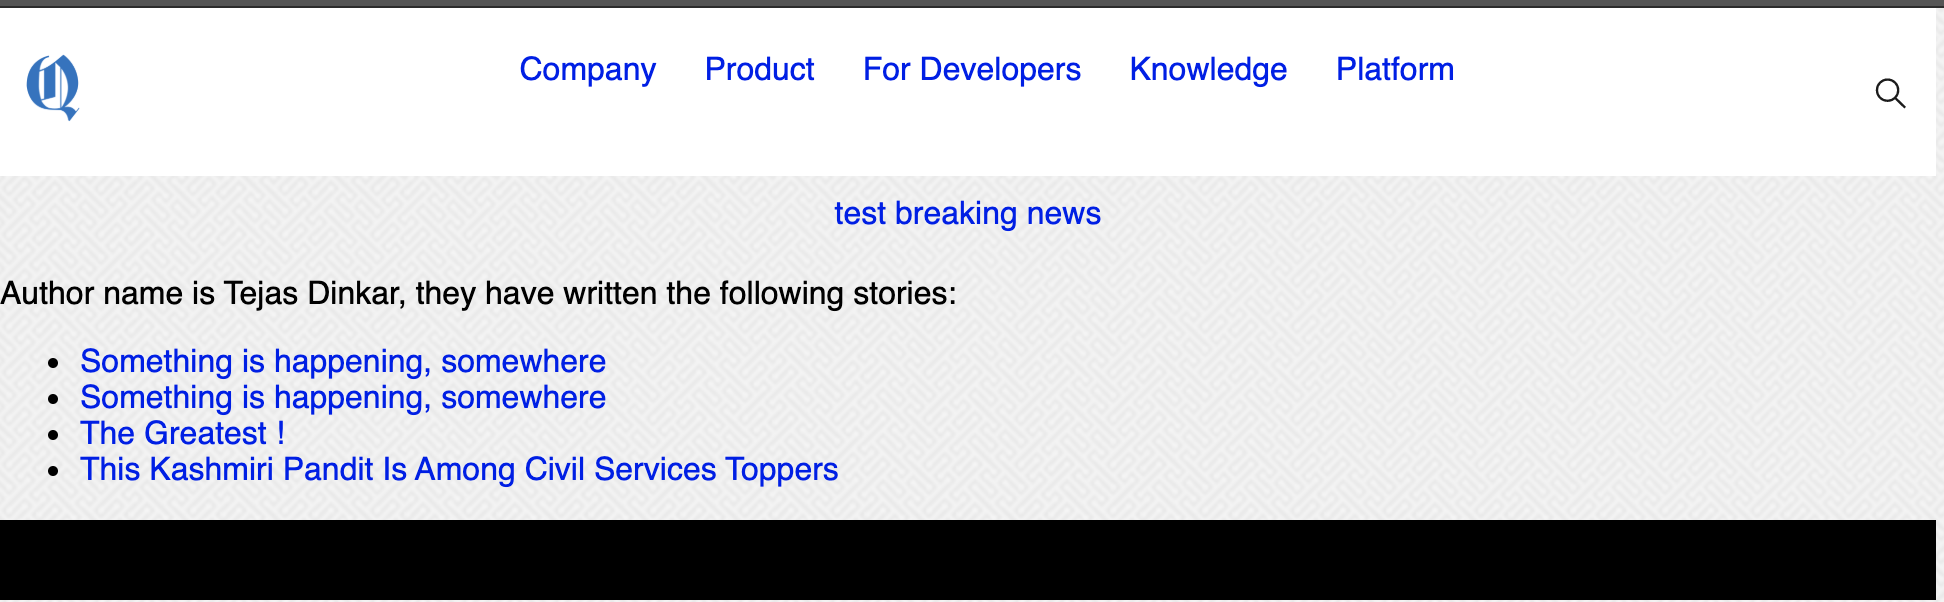 Q
Company Product For Developers Knowledge Platform
test breaking news
Author name is Tejas Dinkar, they have written the following stories:
Something is happening, somewhere
Something is happening, somewhere
The Greatest !
This Kashmiri Pandit Is Among Civil Services Toppers